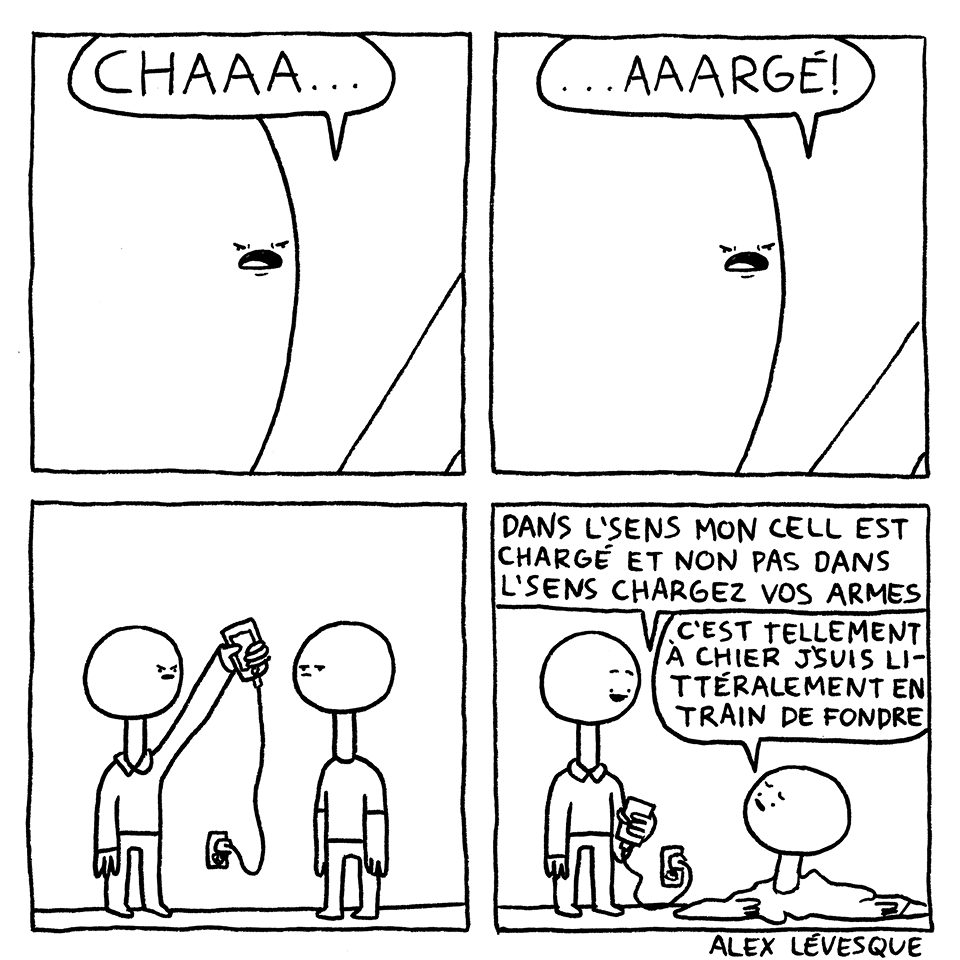 CHAAA...
...AAARGÉ!
DANS L'SENS MON CELL EST
CHARGÉ ET NON PAS DANS
L'SENS CHARGEZ VOS ARMES
C'EST TELLEMENT
À CHIER J'SUIS LI-
TTÉRALEMENT EN
TRAIN DE FONDRE
ALEX LÉVESQUE